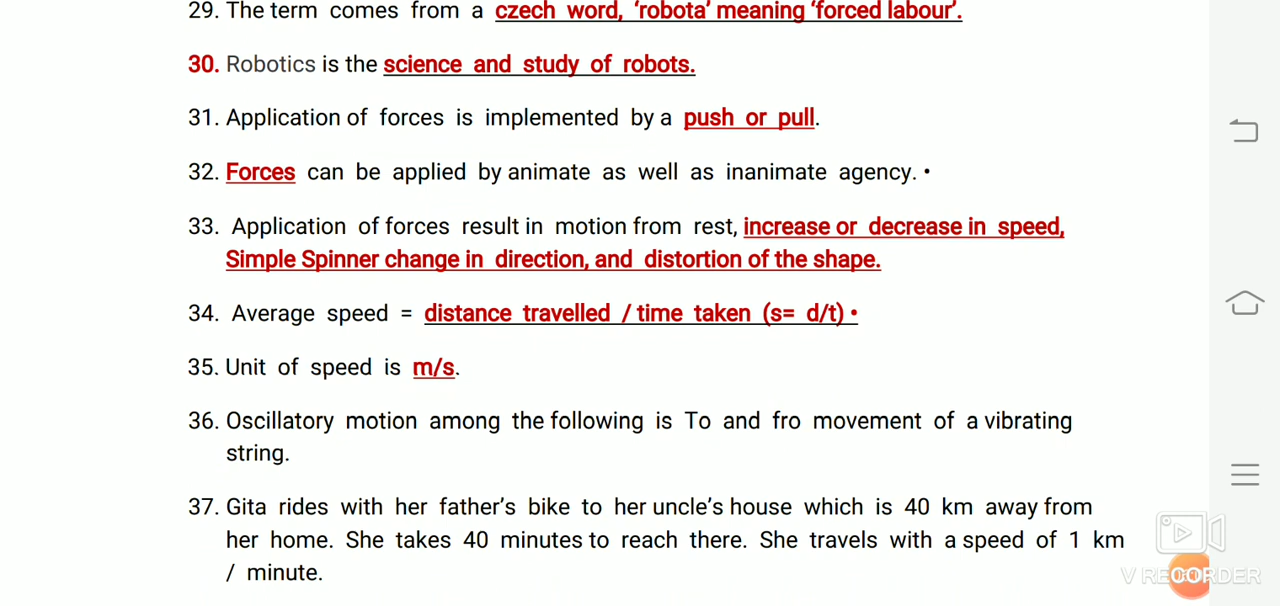 29. The term comes from a czech word, ‘robota’ meaning ‘forced labour’.
30. Robotics is the science and study of robots.
31. Application of forces is implemented by a push or pull.
32. Forces can be applied by animate as well as inanimate agency. •
33. Application of forces result in motion from rest, increase or decrease in speed,
Simple Spinner change in direction, and distortion of the shape.
34. Average speed = distance travelled / time taken (s= d/t) •
35. Unit of speed is m/s.
36. Oscillatory motion among the following is To and fro movement of a vibrating
string.
37. Gita rides with her father’s bike to her uncle’s house which is 40 km away from
her home. She takes 40 minutes to reach there. She travels with a speed of 1 km
/ minute.
V RECORDER